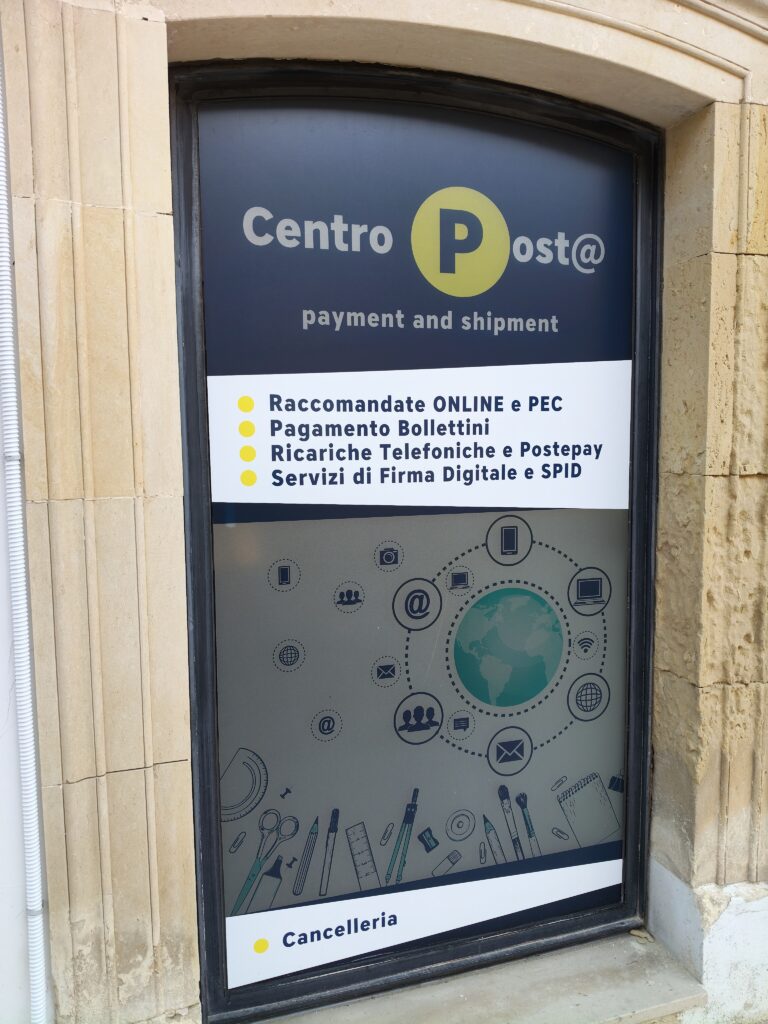 Centro Post@
payment and shipment
Raccomandate ONLINE e PEC
Pagamento Bollettini
Ricariche Telefoniche e Postepay
Servizi di Firma Digitale e SPID
Cancelleria